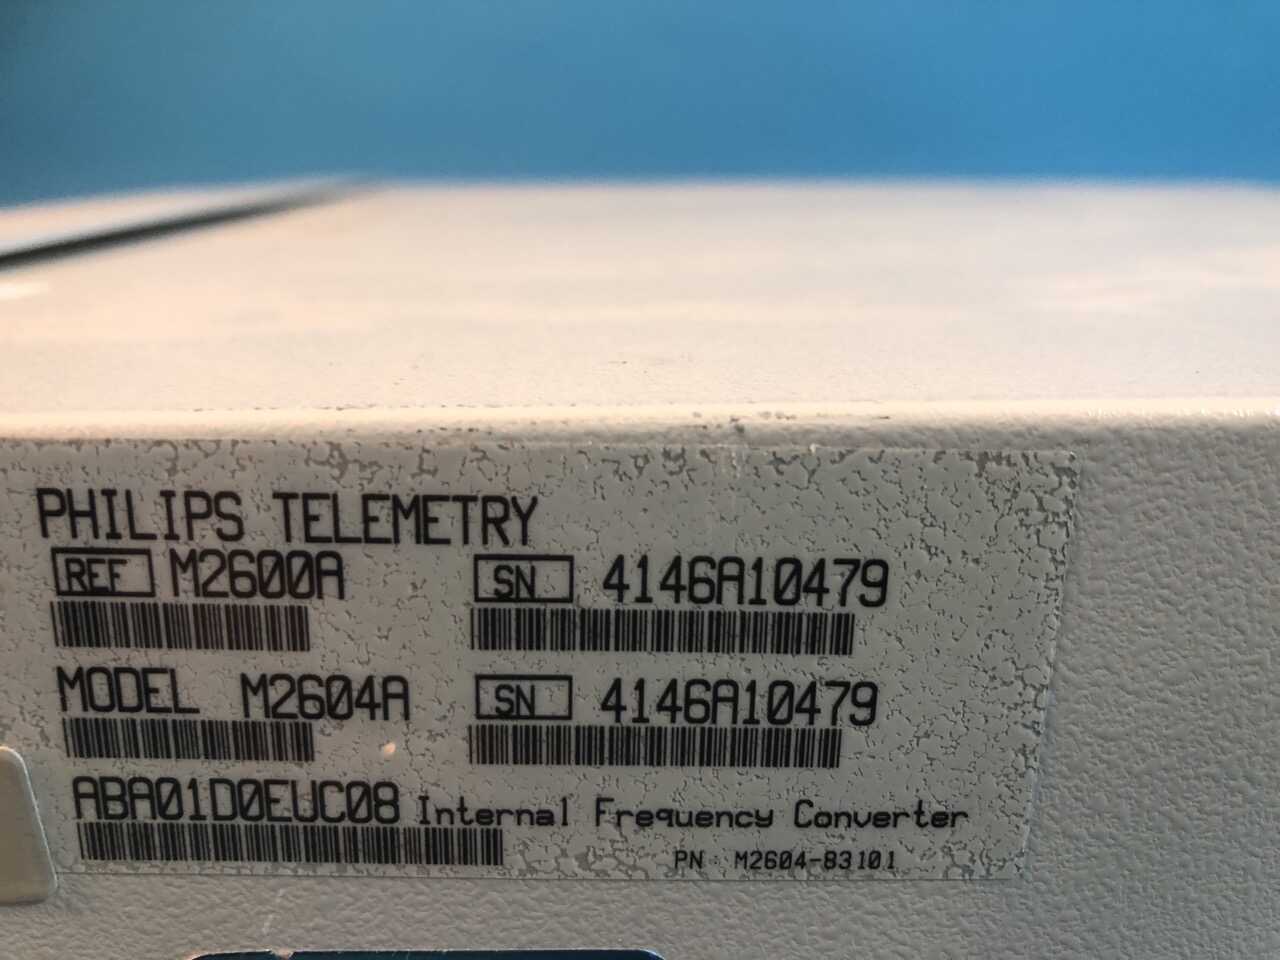 PHILIPS TELEMETRY
REF M2600A SN 4146A10479
MODEL M2604A SN 4146A10479
ABA01D0EUC08 Internal Frequency Converter
PN M2604-83101